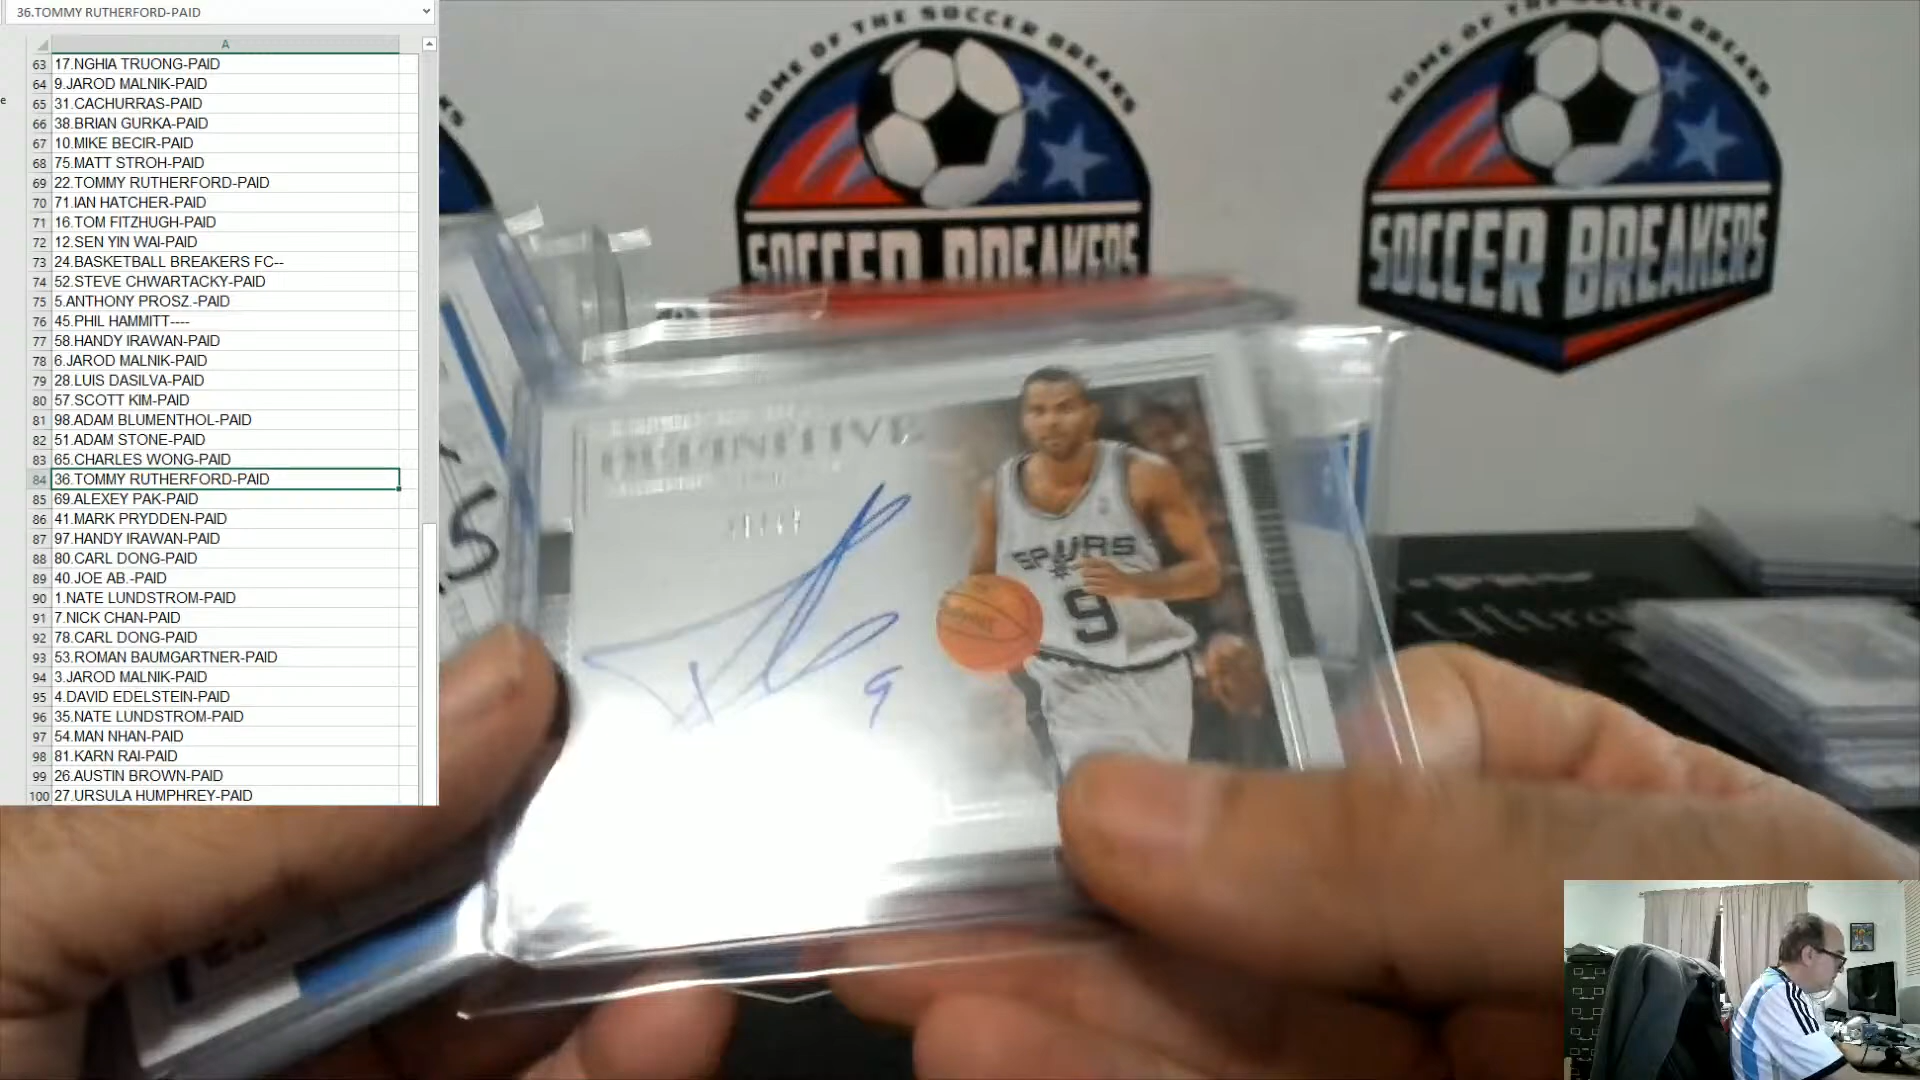 36.TOMMY RUTHERFORD-PAID
A
63 17.NGHIA TRUONG-PAID
64 9.JAROD MALNIK-PAID
65 31.CACHURRAS-PAID
66 38.BRIAN GURKA-PAID
67 10.MIKE BECIR-PAID
68 75.MATT STROH-PAID
69 22.TOMMY RUTHERFORD-PAID
70 71.IAN HATCHER-PAID
71 16.TOM FITZHUGH-PAID
72 12.SEN YIN WAI-PAID
73 24.BASKETBALL BREAKERS FC--
74 52.STEVE CHWARTACKY-PAID
75 5.ANTHONY PROSZ.-PAID
76 45.PHIL HAMMITT----
77 58.HANDY IRAWAN-PAID
78 6.JAROD MALNIK-PAID
79 28.LUIS DASILVA-PAID
80 57.SCOTT KIM-PAID
81 98.ADAM BLUMENTHOL-PAID
82 51.ADAM STONE-PAID
83 65.CHARLES WONG-PAID
84 36.TOMMY RUTHERFORD-PAID
85 69.ALEXEY PAK-PAID
86 41.MARK PRYDDEN-PAID
87 97.HANDY IRAWAN-PAID
88 80.CARL DONG-PAID
89 40.JOE AB.-PAID
90 1.NATE LUNDSTROM-PAID
91 7.NICK CHAN-PAID
92 78.CARL DONG-PAID
93 53.ROMAN BAUMGARTNER-PAID
94 3.JAROD MALNIK-PAID
95 4.DAVID EDELSTEIN-PAID
96 35.NATE LUNDSTROM-PAID
97 54.MAN NHAN-PAID
98 81.KARN RAI-PAID
99 26.AUSTIN BROWN-PAID
100 27.URSULA HUMPHREY-PAID
HOME OF THE SOCCER BREAKS
SOCCER BREAKERS
HOME OF THE SOCCER BREAKS
SOCCER BREAKERS
DEFINITIVE
SPURS
9
9